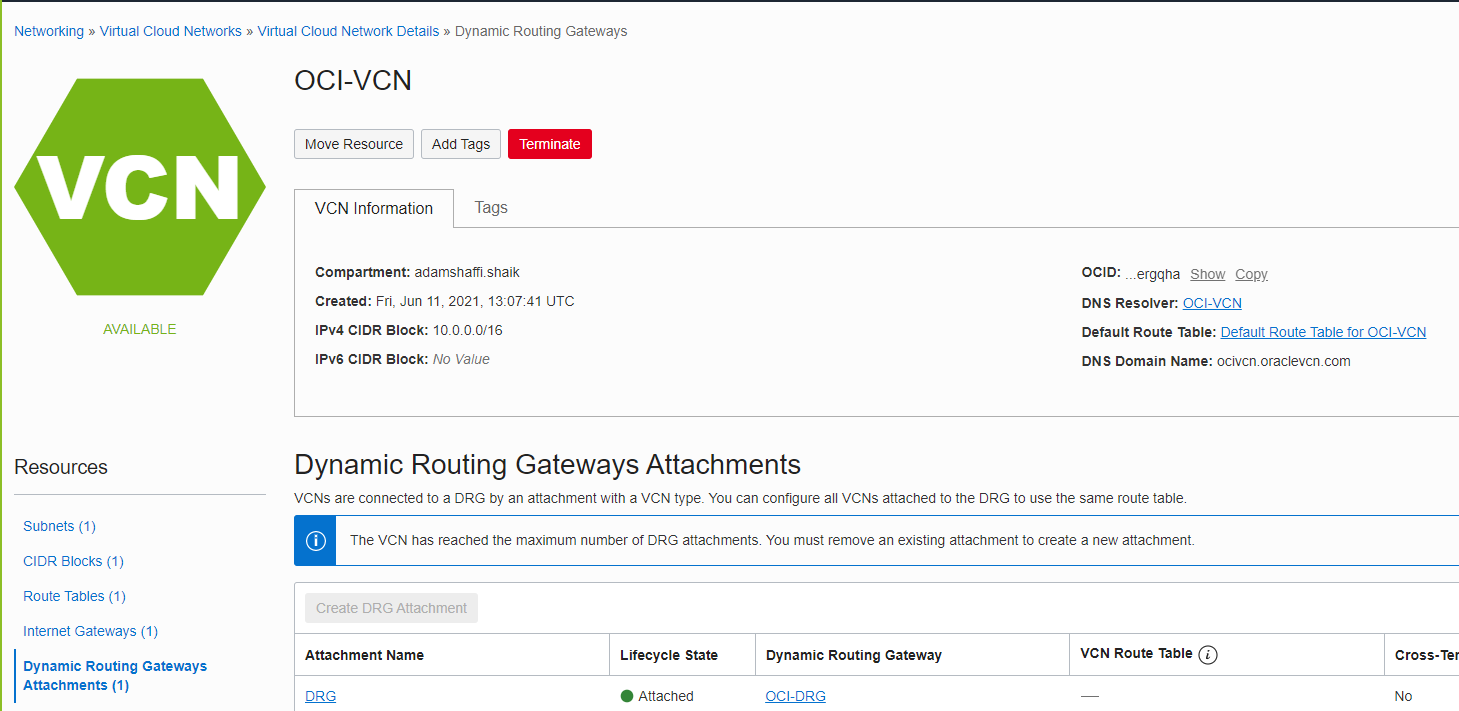 Networking » Virtual Cloud Networks » Virtual Cloud Network Details » Dynamic Routing Gateways
VCN
AVAILABLE
OCI-VCN
Move Resource Add Tags Terminate
VCN Information Tags
Compartment: adamshaffi.shaik
Created: Fri, Jun 11, 2021, 13:07:41 UTC
IPv4 CIDR Block: 10.0.0.0/16
IPv6 CIDR Block: No Value
OCID: ...ergqha Show Copy
DNS Resolver: OCI-VCN
Default Route Table: Default Route Table for OCI-VCN
DNS Domain Name: ocivcn.oraclevcn.com
Resources
Subnets (1)
CIDR Blocks (1)
Route Tables (1)
Internet Gateways (1)
Dynamic Routing Gateways
Attachments (1)
Dynamic Routing Gateways Attachments
VCNs are connected to a DRG by an attachment with a VCN type. You can configure all VCNs attached to the DRG to use the same route table.
The VCN has reached the maximum number of DRG attachments. You must remove an existing attachment to create a new attachment.
Create DRG Attachment
Attachment Name Lifecycle State Dynamic Routing Gateway VCN Route Table Cross-Ter
DRG Attached OCI-DRG — No